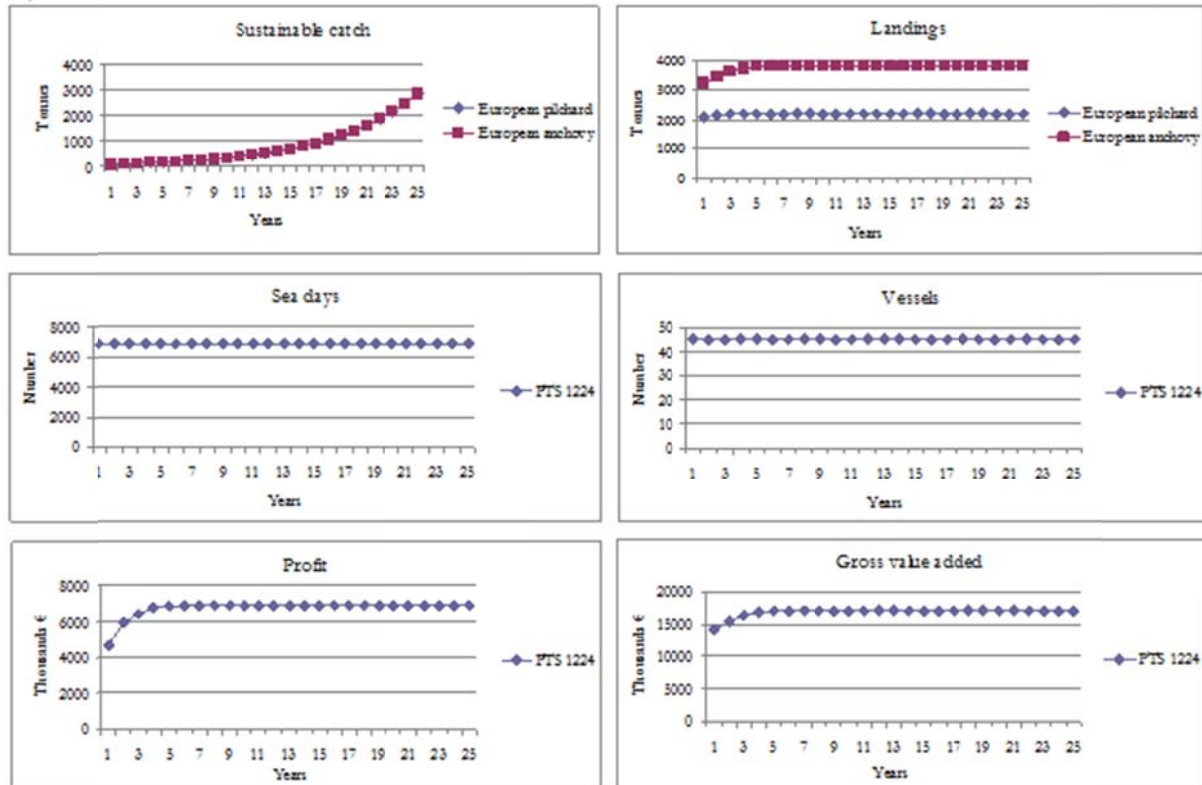 Sustainable catch
4000
3000
2000
1000
0
Tonnes
1 3 5 7 9 11 13 15 17 19 21 23 25
Years
European pilchard
European anchovy
Landings
4000
3000
2000
1000
0
Tonnes
1 3 5 7 9 11 13 15 17 19 21 23 25
Years
European pilchard
European anchovy
Sea days
8000
6000
4000
2000
0
Number
1 3 5 7 9 11 13 15 17 19 21 23 25
Years
PTS 1224
Vessels
50
40
30
20
10
0
Number
1 3 5 7 9 11 13 15 17 19 21 23 25
Years
PTS 1224
Profit
8000
6000
4000
2000
0
Thousands €
1 3 5 7 9 11 13 15 17 19 21 23 25
Years
PTS 1224
Gross value added
20000
15000
10000
5000
0
Thousands €
1 3 5 7 9 11 13 15 17 19 21 23 25
Years
PTS 1224